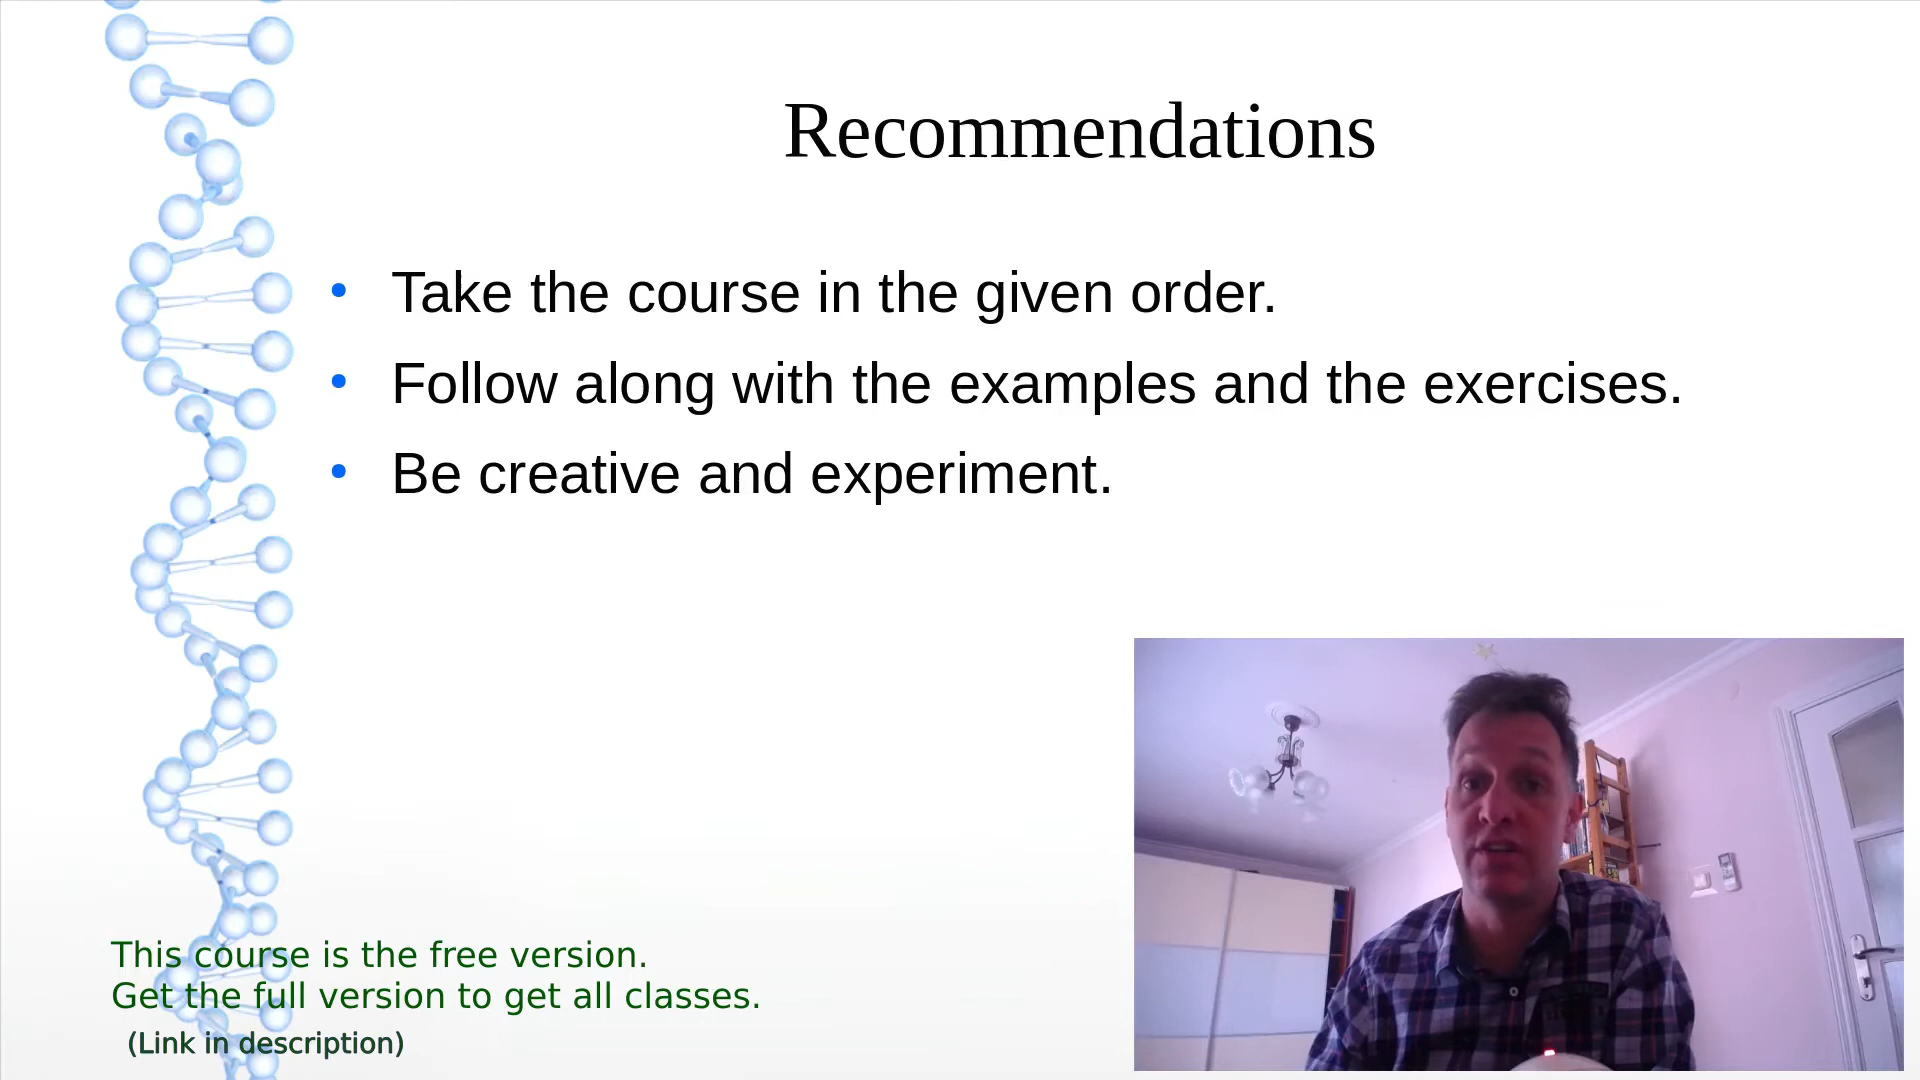 Recommendations
Take the course in the given order.
Follow along with the examples and the exercises.
Be creative and experiment.
This course is the free version.
Get the full version to get all classes.
(Link in description)